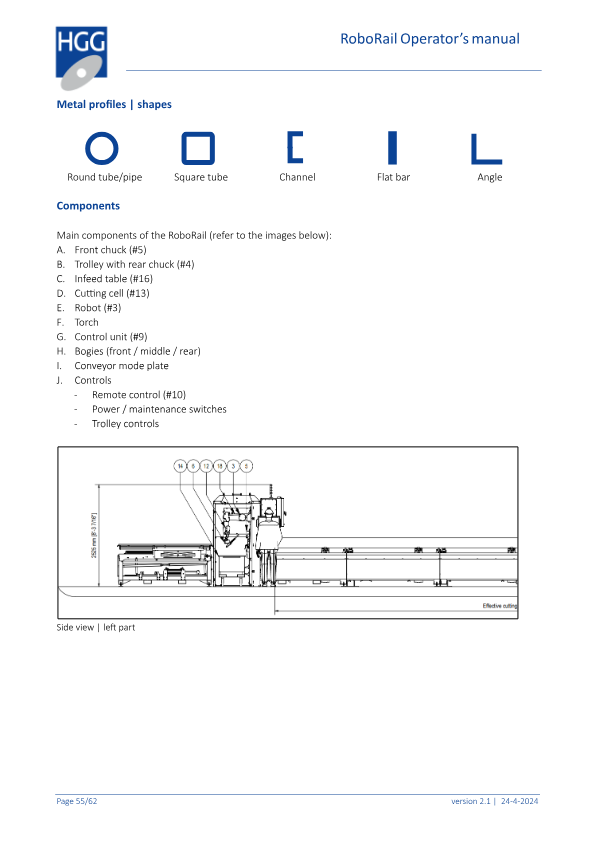 HGG
RoboRail Operator's manual
Metal profiles | shapes
Round tube/pipe
Square tube
Channel
Flat bar
Angle
Components
Main components of the RoboRail (refer to the images below):
A. Front chuck (#5)
B. Trolley with rear chuck (#4)
C. Infeed table (#16)
D. Cutting cell (#13)
E. Robot (#3)
F. Torch
G. Control unit (#9)
H. Bogies (front / middle / rear)
I. Conveyor mode plate
J. Controls
- Remote control (#10)
- Power / maintenance switches
- Trolley controls
14 12 3
2525 mm [8'- 3 7/16"]
Effective cutting
Side view | left part
Page 55/62
version 2.1 | 24-4-2024